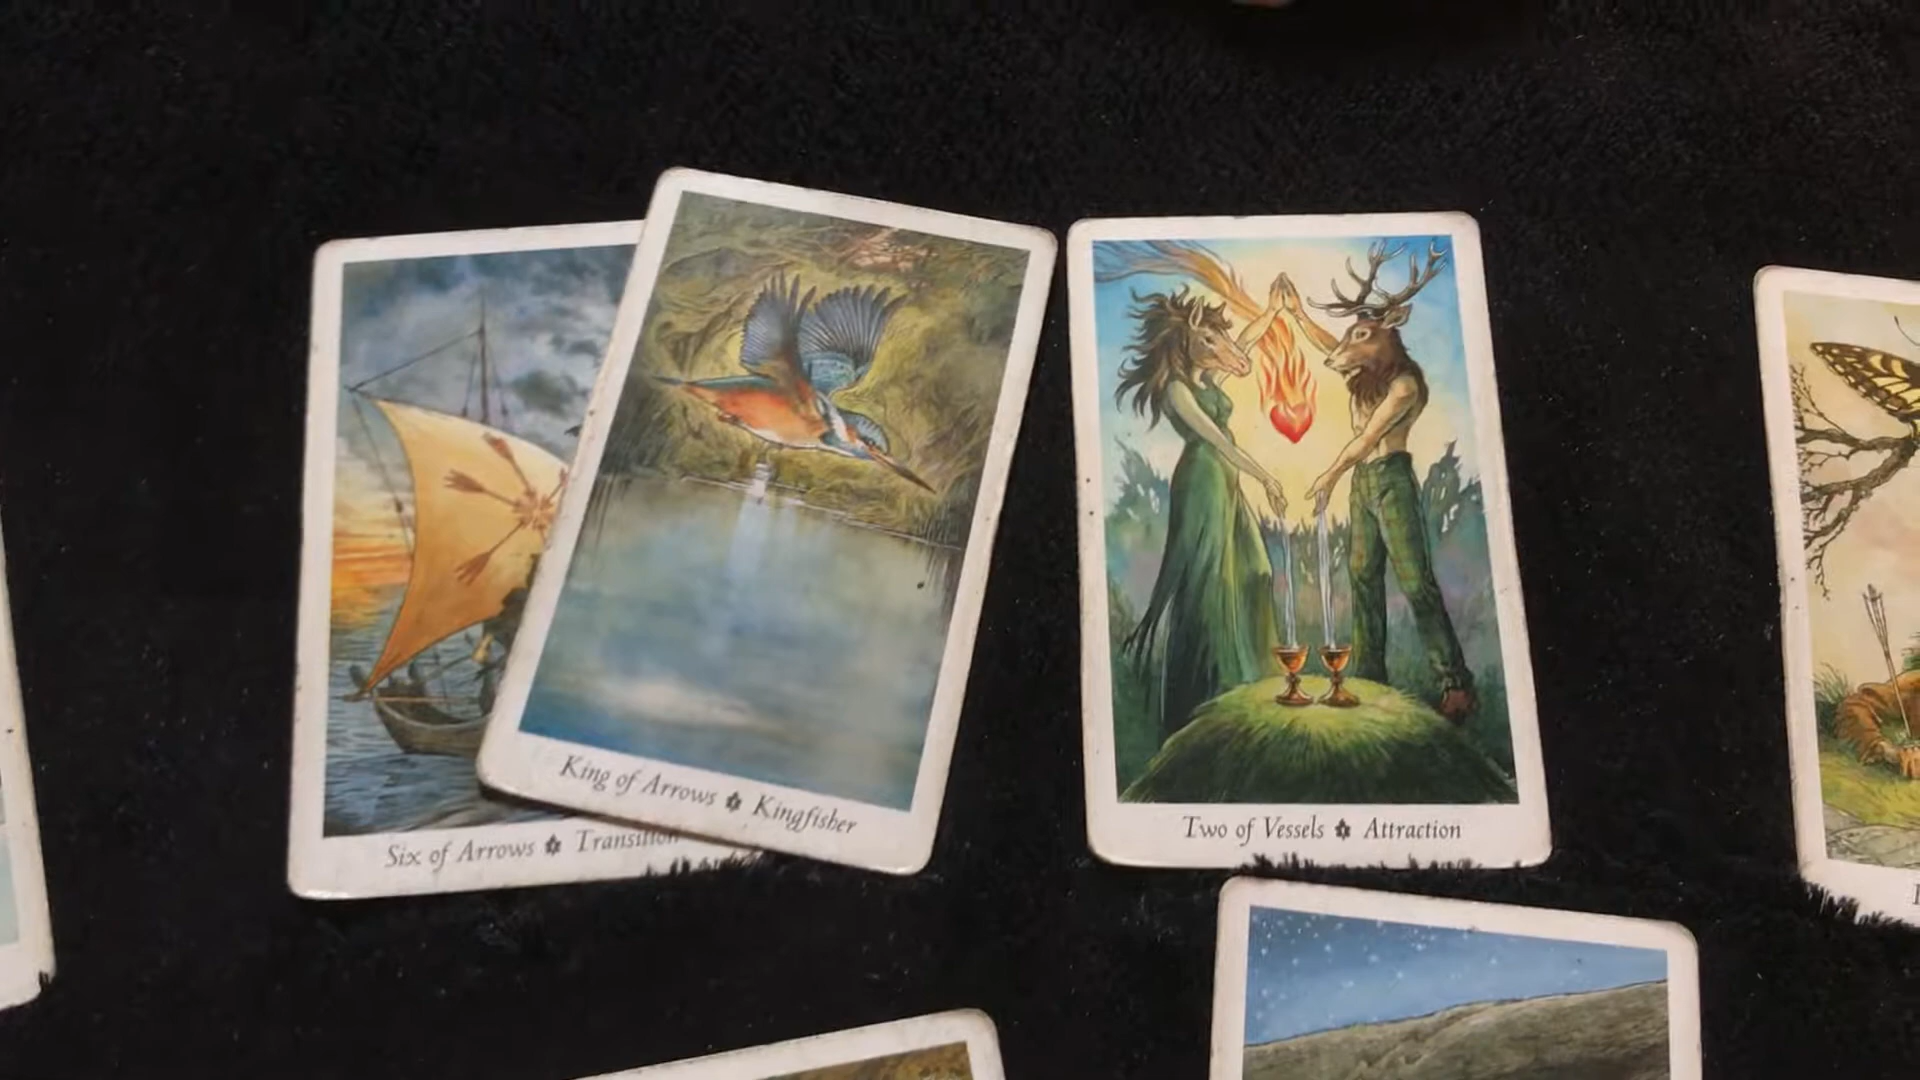 King of Arrows Kingfisher
Six of Arrows Transition
Two of Vessels Attraction